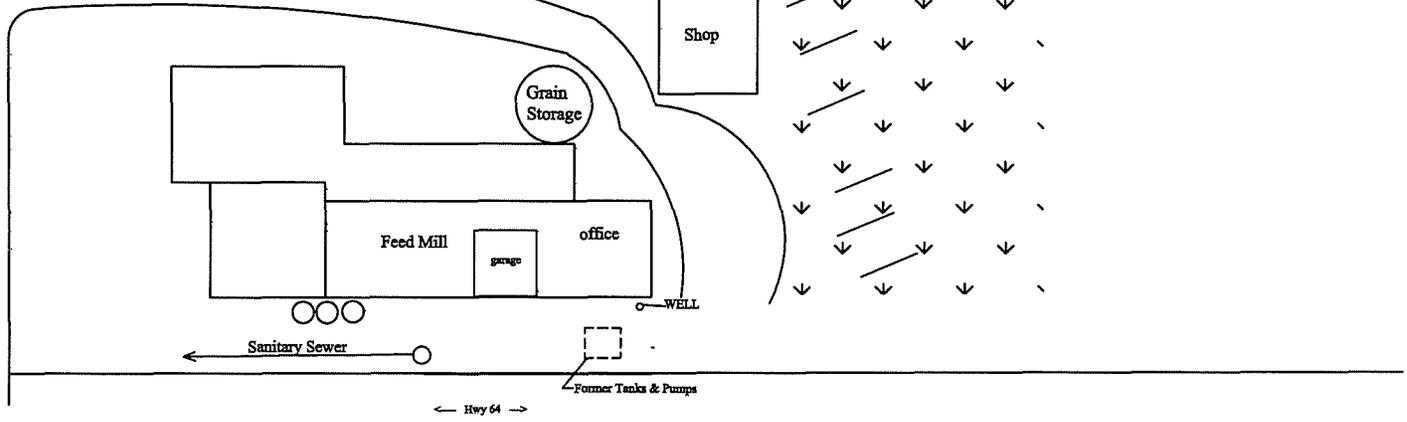 Shop
Grain
Storage
Feed Mill
office
garage
WELL
Sanitary Sewer
Former Tanks & Pumps
Hwy 64